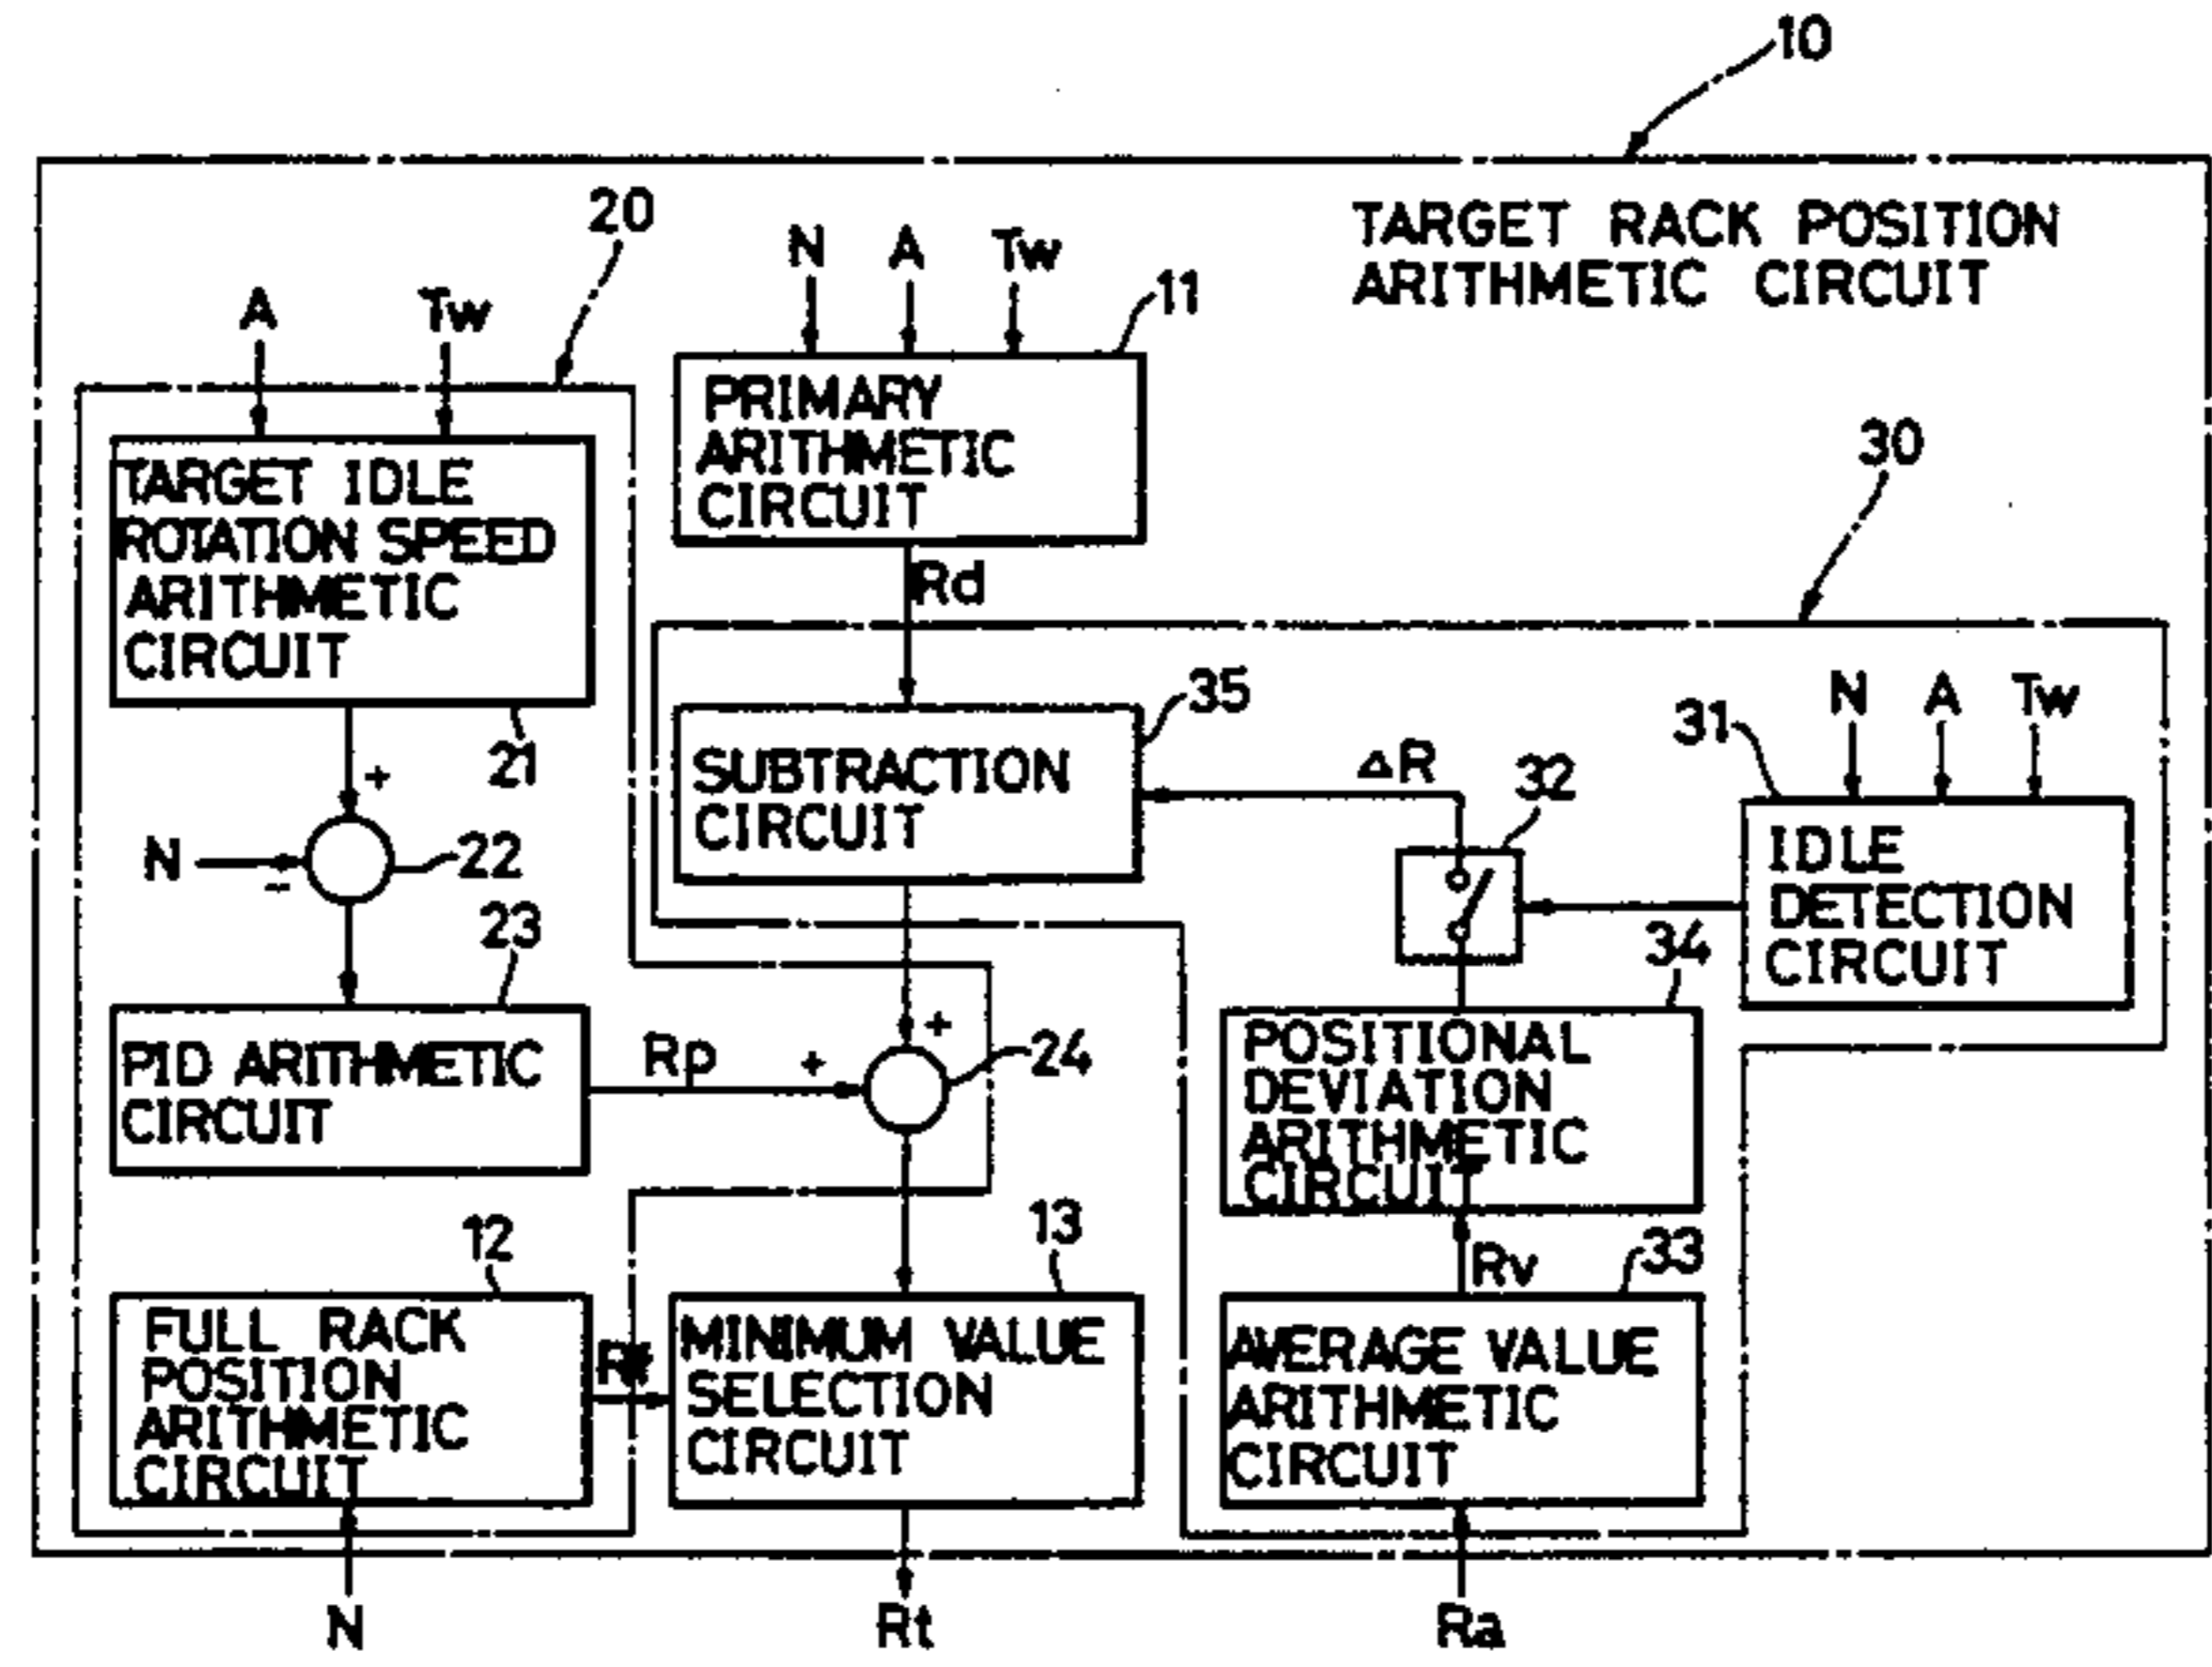 10
TARGET RACK POSITION
ARITHMETIC CIRCUIT
20
N A Tw
11
A Tw
PRIMARY
ARITHMETIC
CIRCUIT
30
TARGET IDLE
ROTATION SPEED
ARITHMETIC
CIRCUIT
21
Rd
35
SUBTRACTION
CIRCUIT
ΔR
32
31
N A Tw
IDLE
DETECTION
CIRCUIT
+
N
-
22
23
PID ARITHMETIC
CIRCUIT
Rp
+
+
24
34
POSITIONAL
DEVIATION
ARITHMETIC
CIRCUIT
Rv
12
FULL RACK
POSITION
ARITHMETIC
CIRCUIT
13
MINIMUM VALUE
SELECTION
CIRCUIT
33
AVERAGE VALUE
ARITHMETIC
CIRCUIT
N
Rt
Ra